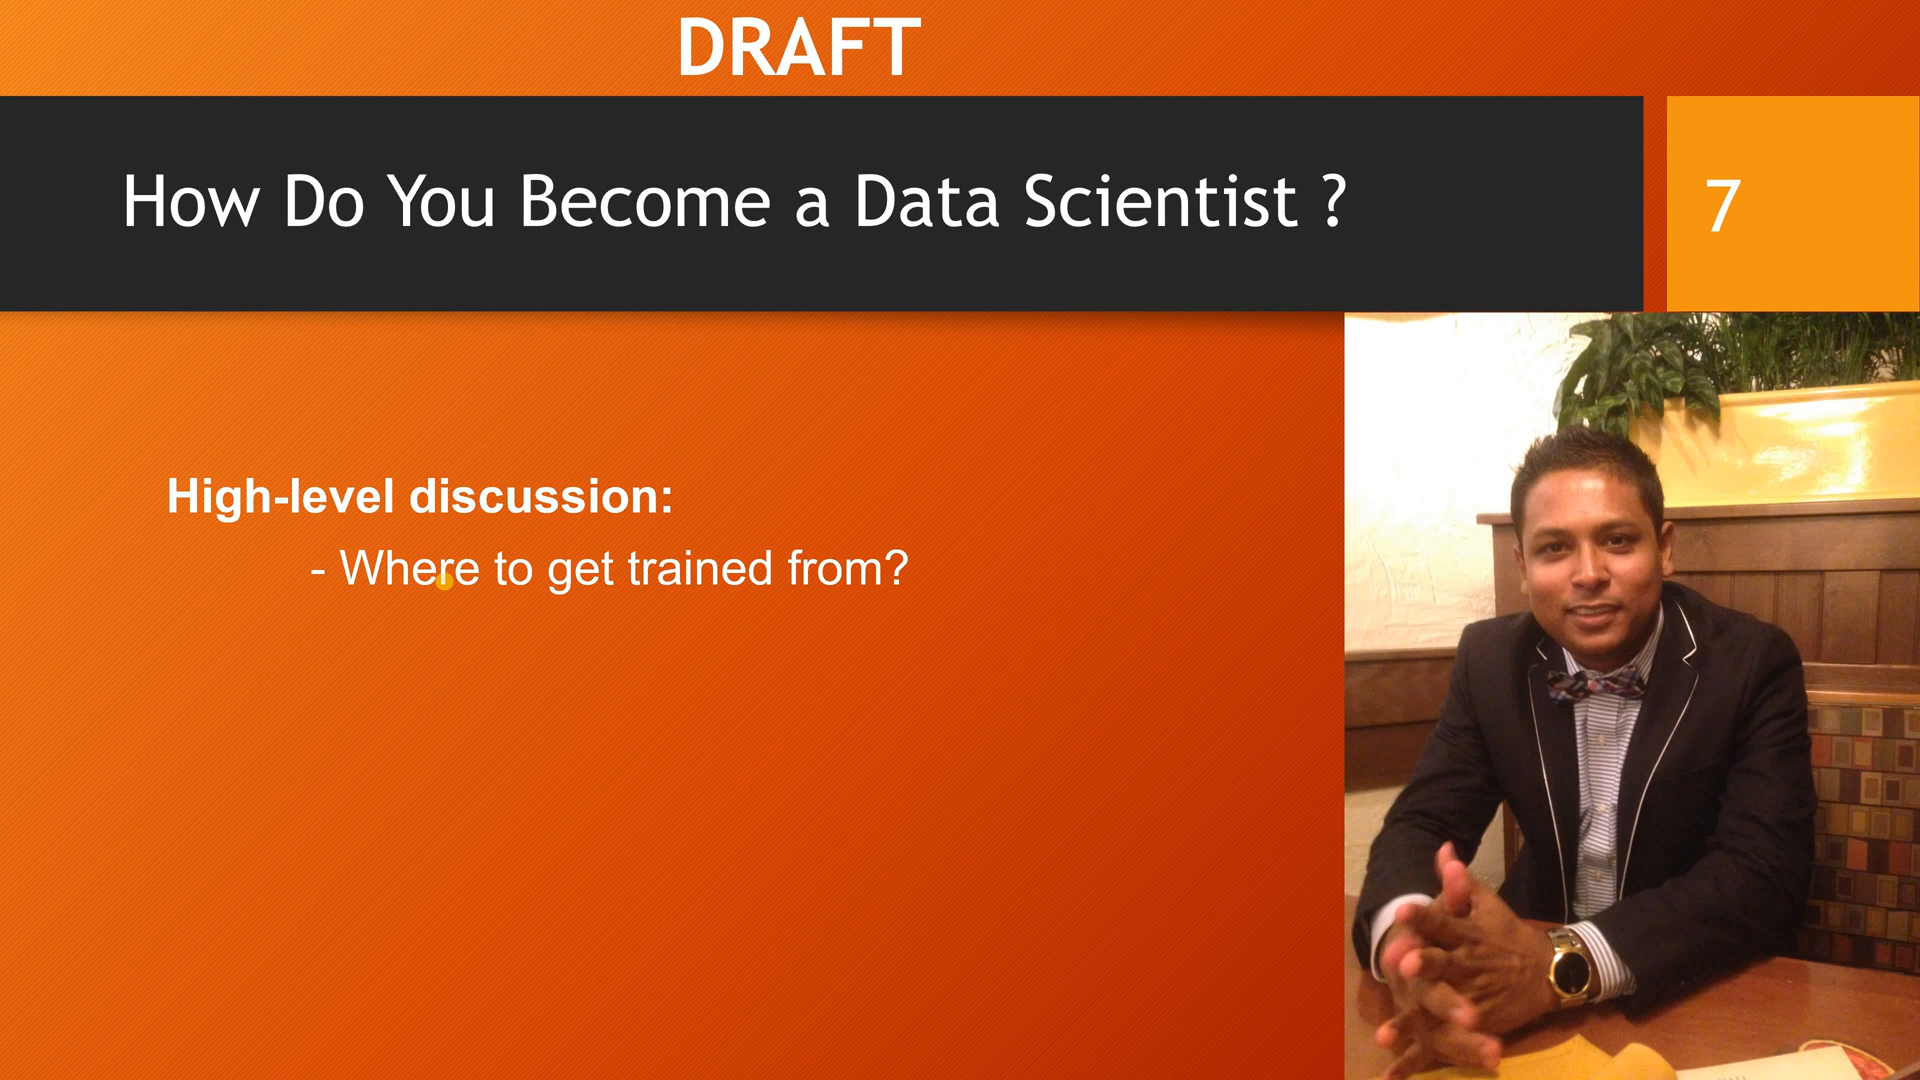 DRAFT
How Do You Become a Data Scientist ?
7
High-level discussion:
- Where to get trained from?